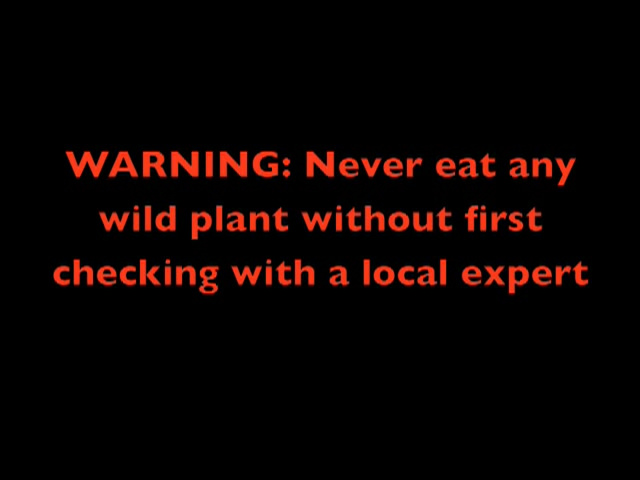 WARNING: Never eat any
wild plant without first
checking with a local expert